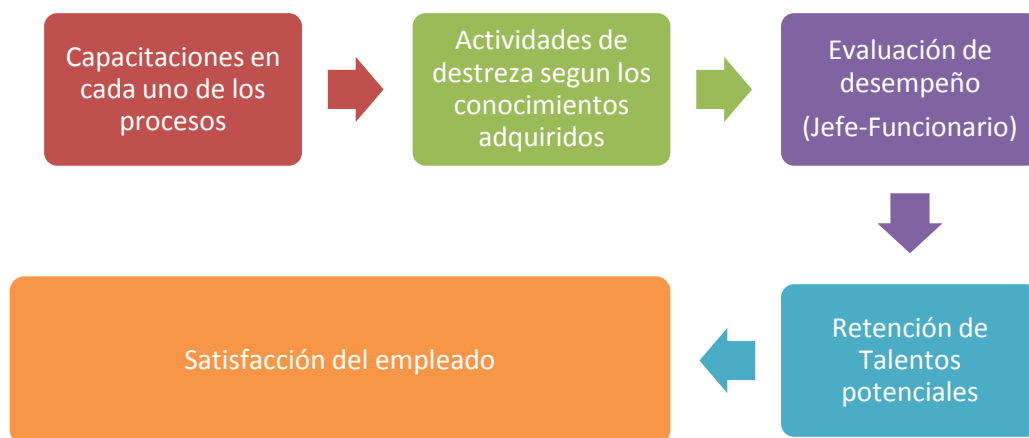 Capacitaciones en
cada uno de los
procesos
Actividades de
destreza segun los
conocimientos
adquiridos
Evaluación de
desempeño
(Jefe-Funcionario)
Retención de
Talentos
potenciales
Satisfacción del empleado